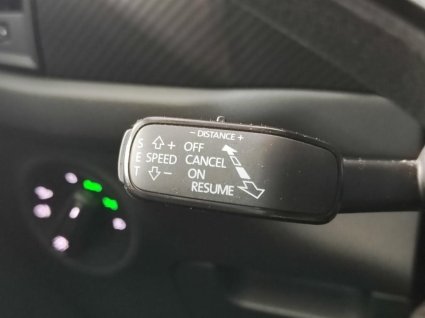 - DISTANCE +
S + OFF
E SPEED CANCEL
T - ON
RESUME